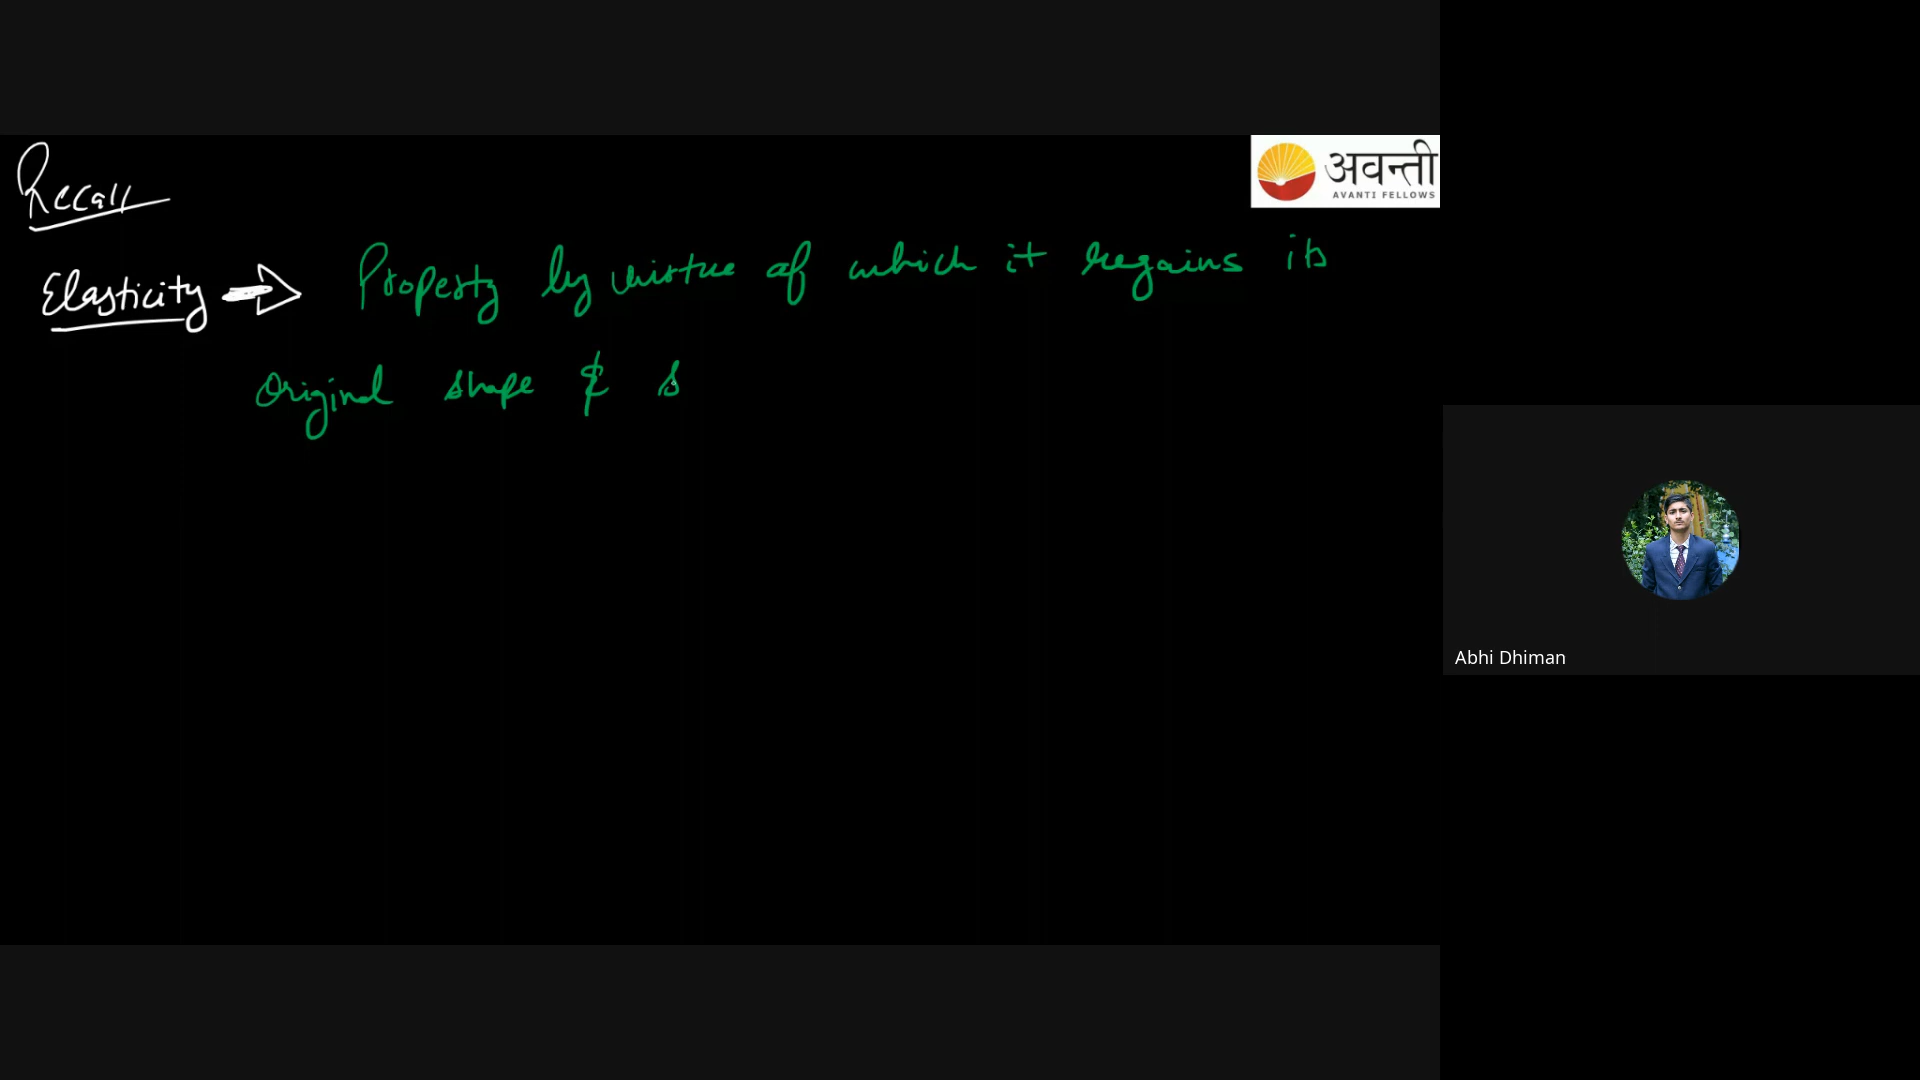 Recall
अवन्ती
AVANTI FELLOWS
Elasticity → Property by virtue of which it regains its
Original shape & s
Abhi Dhiman